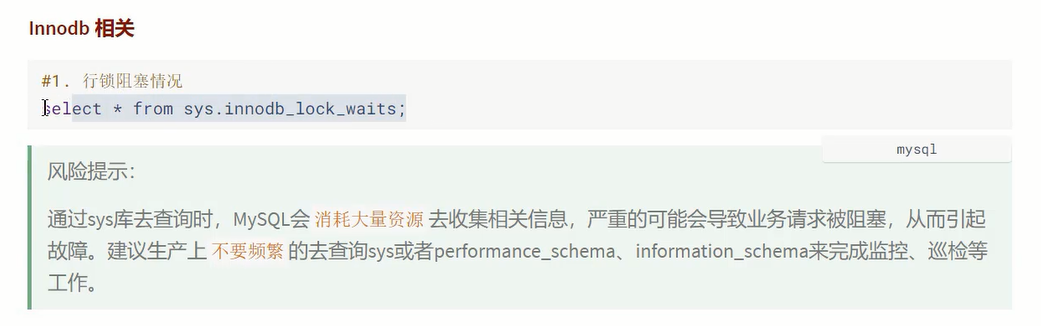 Innodb 相关
#1. 行锁阻塞情况
select * from sys.innodb_lock_waits;
mysql
风险提示：
通过sys库去查询时，MySQL会 消耗大量资源 去收集相关信息，严重的可能会导致业务请求被阻塞，从而引起
故障。建议生产上 不要频繁 的去查询sys或者performance_schema、information_schema来完成监控、巡检等
工作。